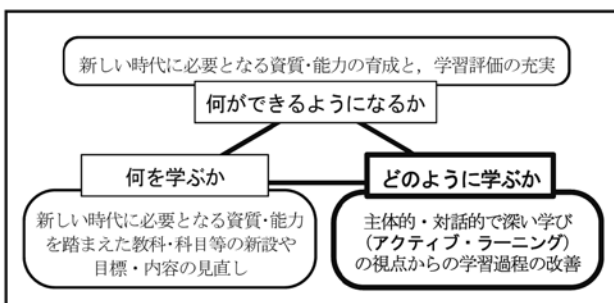 新しい時代に必要となる資質・能力の育成と，学習評価の充実
何ができるようになるか
何を学ぶか
新しい時代に必要となる資質・能力
を踏まえた教科・科目等の新設や
目標・内容の見直し
どのように学ぶか
主体的・対話的で深い学び
（アクティブ・ラーニング）
の視点からの学習過程の改善